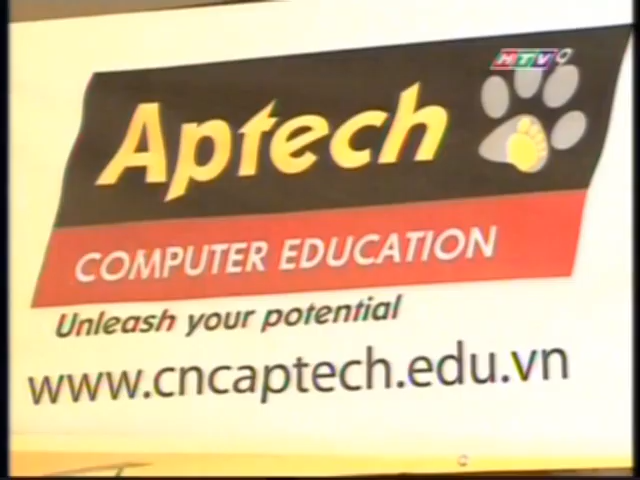 HTV9
Aptech
COMPUTER EDUCATION
Unleash your potential
www.cncaptech.edu.vn